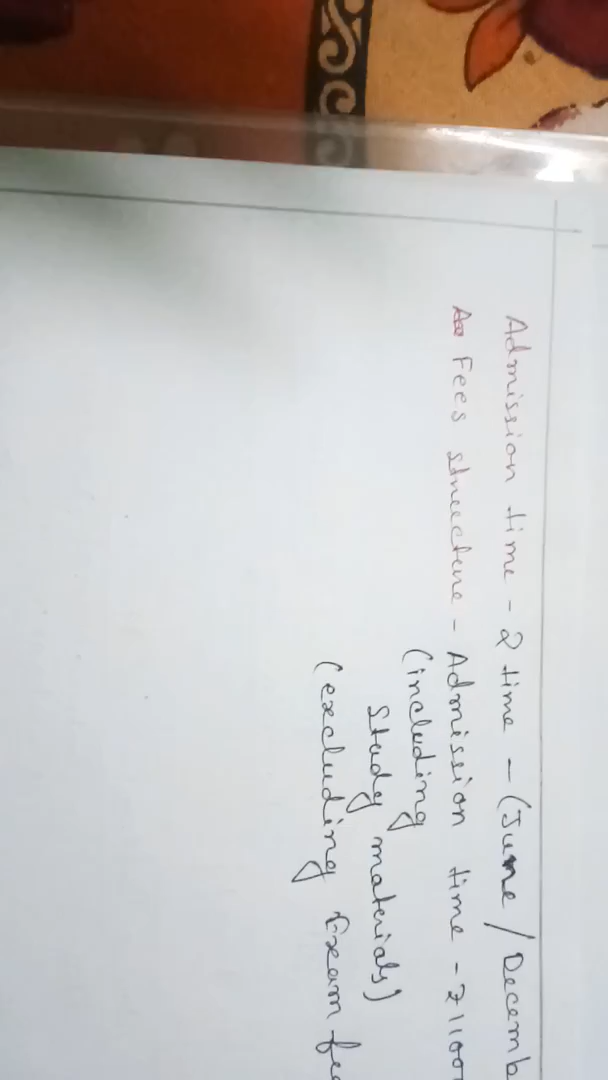 Admission time - 2 time - (June / Decemb
Fees structure - Admission time - ₹1100
(including
Study materials)
(excluding Exam fe